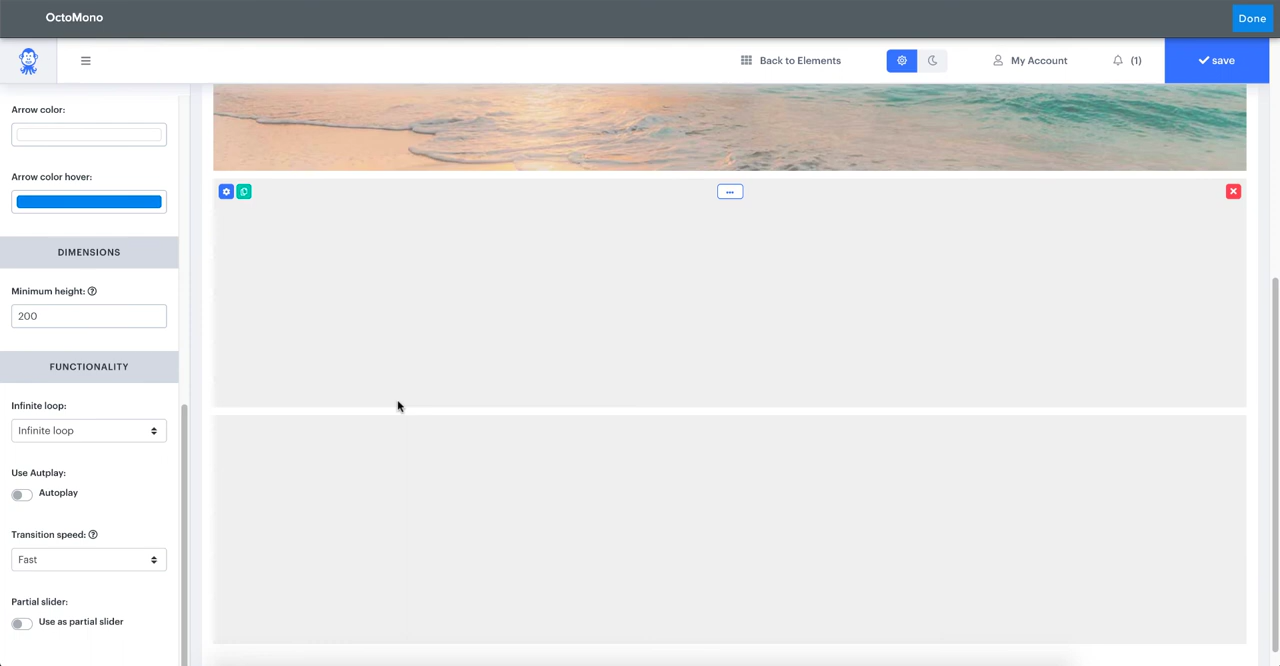 OctoMono
Done
Back to Elements
My Account
(1)
save
Arrow color:
Arrow color hover:
DIMENSIONS
Minimum height:
200
FUNCTIONALITY
Infinite loop:
Infinite loop
Use Autplay:
Autoplay
Transition speed:
Fast
Partial slider:
Use as partial slider